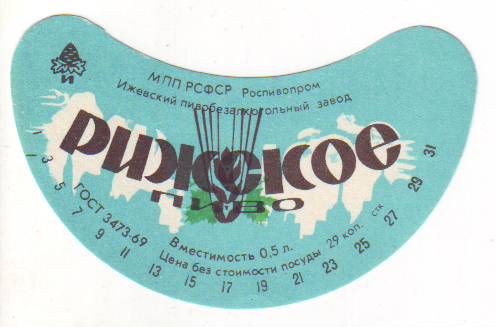 И
МПП РСФСР Роспивопром
Ижевский пивобезалкогольный завод
Рижское
пиво
ГОСТ 3473-69
Вместимость 0,5 л.
Цена без стоимости посуды 29 коп. стк
1 3 5 7 9 11 13 15 17 19 21 23 25 27 29 31